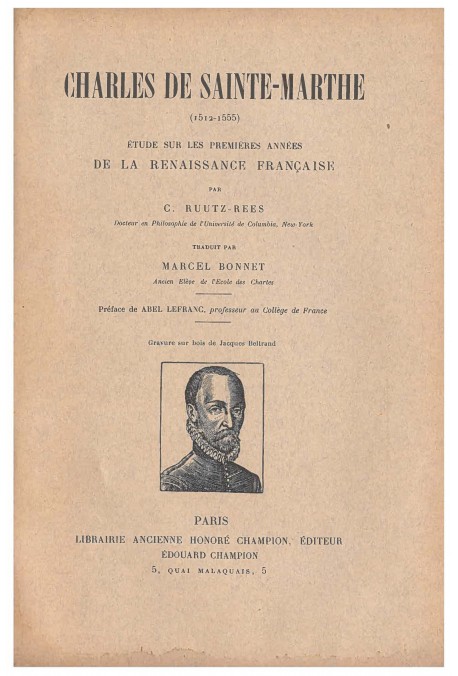 CHARLES DE SAINTE-MARTHE
(1512-1555)
ÉTUDE SUR LES PREMIÈRES ANNÉES
DE LA RENAISSANCE FRANÇAISE
PAR
C. RUUTZ-REES
Docteur en Philosophie de l'Université de Columbia, New-York
TRADUIT PAR
MARCEL BONNET
Ancien Elève de l'Ecole des Chartes
Préface de ABEL LEFRANC, professeur au Collège de France
Gravure sur bois de Jacques Beltrand
PARIS
LIBRAIRIE ANCIENNE HONORÉ CHAMPION, ÉDITEUR
ÉDOUARD CHAMPION
5, QUAI MALAQUAIS, 5